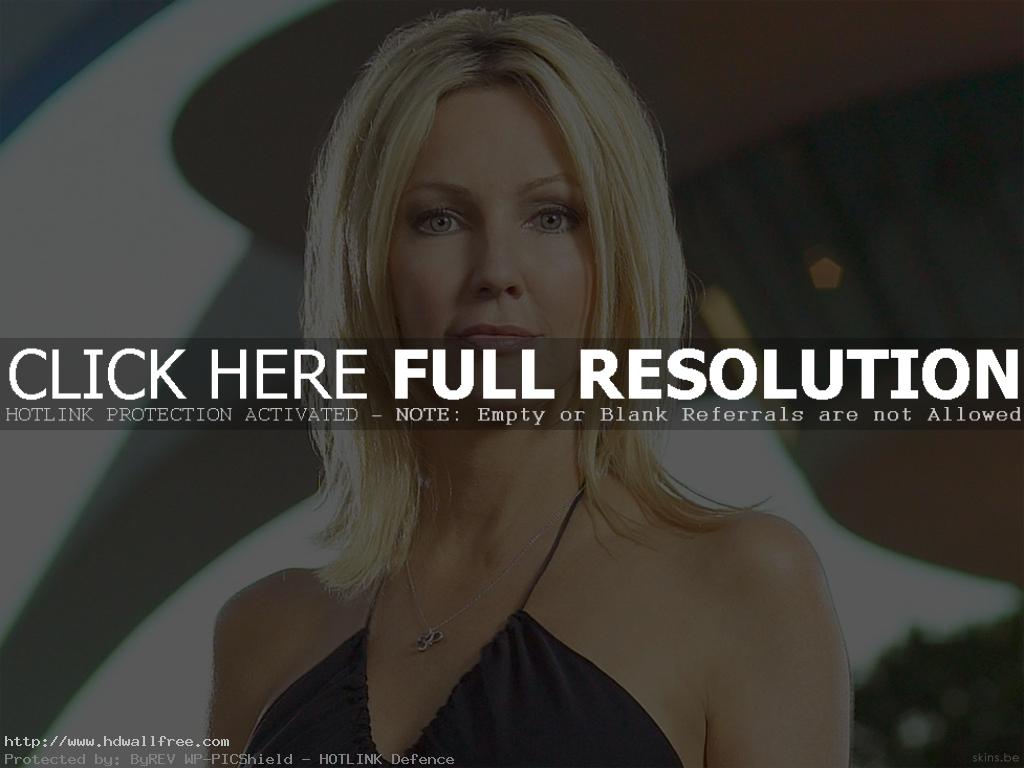 CLICK HERE FULL RESOLUTION
HOTLINK PROTECTION ACTIVATED – NOTE: Empty or Blank Referrals are not Allowed
http://www.hdwallfree.com
Protected by: ByREV WP-PICShield – HOTLINK Defence
skins.be